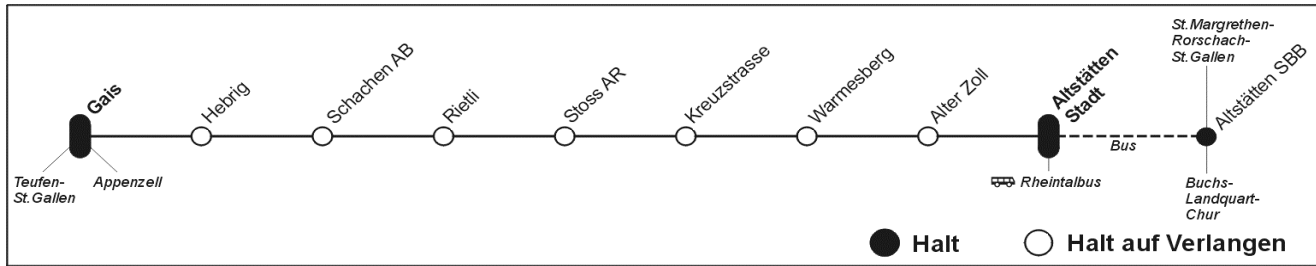 St.Margrethen-
Rorschach-
St.Gallen
Gais
Hebrig
Schachen AB
Rietli
Stoss AR
Kreuzstrasse
Warmesberg
Alter Zoll
Altstätten
Stadt
Altstätten SBB
Bus
Teufen-
St.Gallen
Appenzell
Rheintalbus
Buchs-
Landquart-
Chur
Halt
Halt auf Verlangen